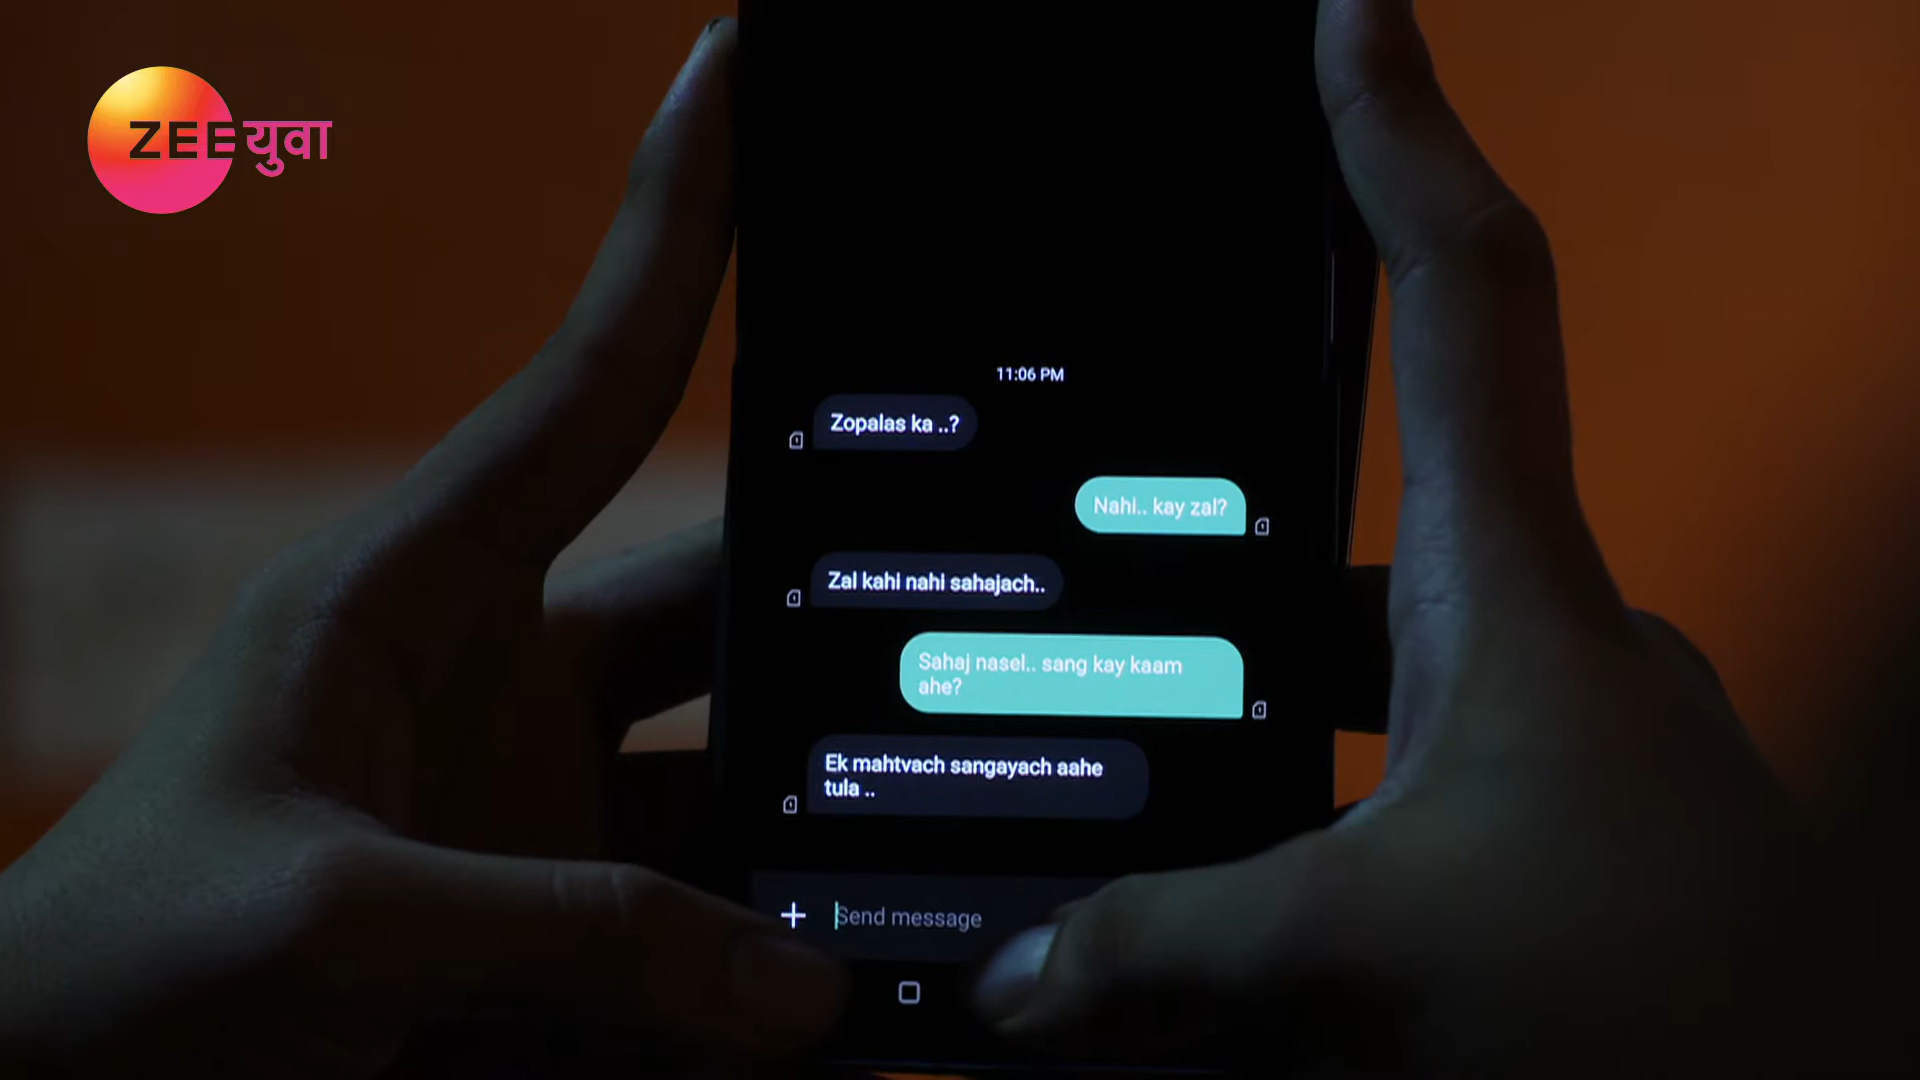 ZEE युवा
11:06 PM
Zopalas ka ..?
Nahi.. kay zal?
Zal kahi nahi sahajach..
Sahaj nasel.. sang kay kaam
ahe?
Ek mahtvach sangayach aahe
tula ..
Send message